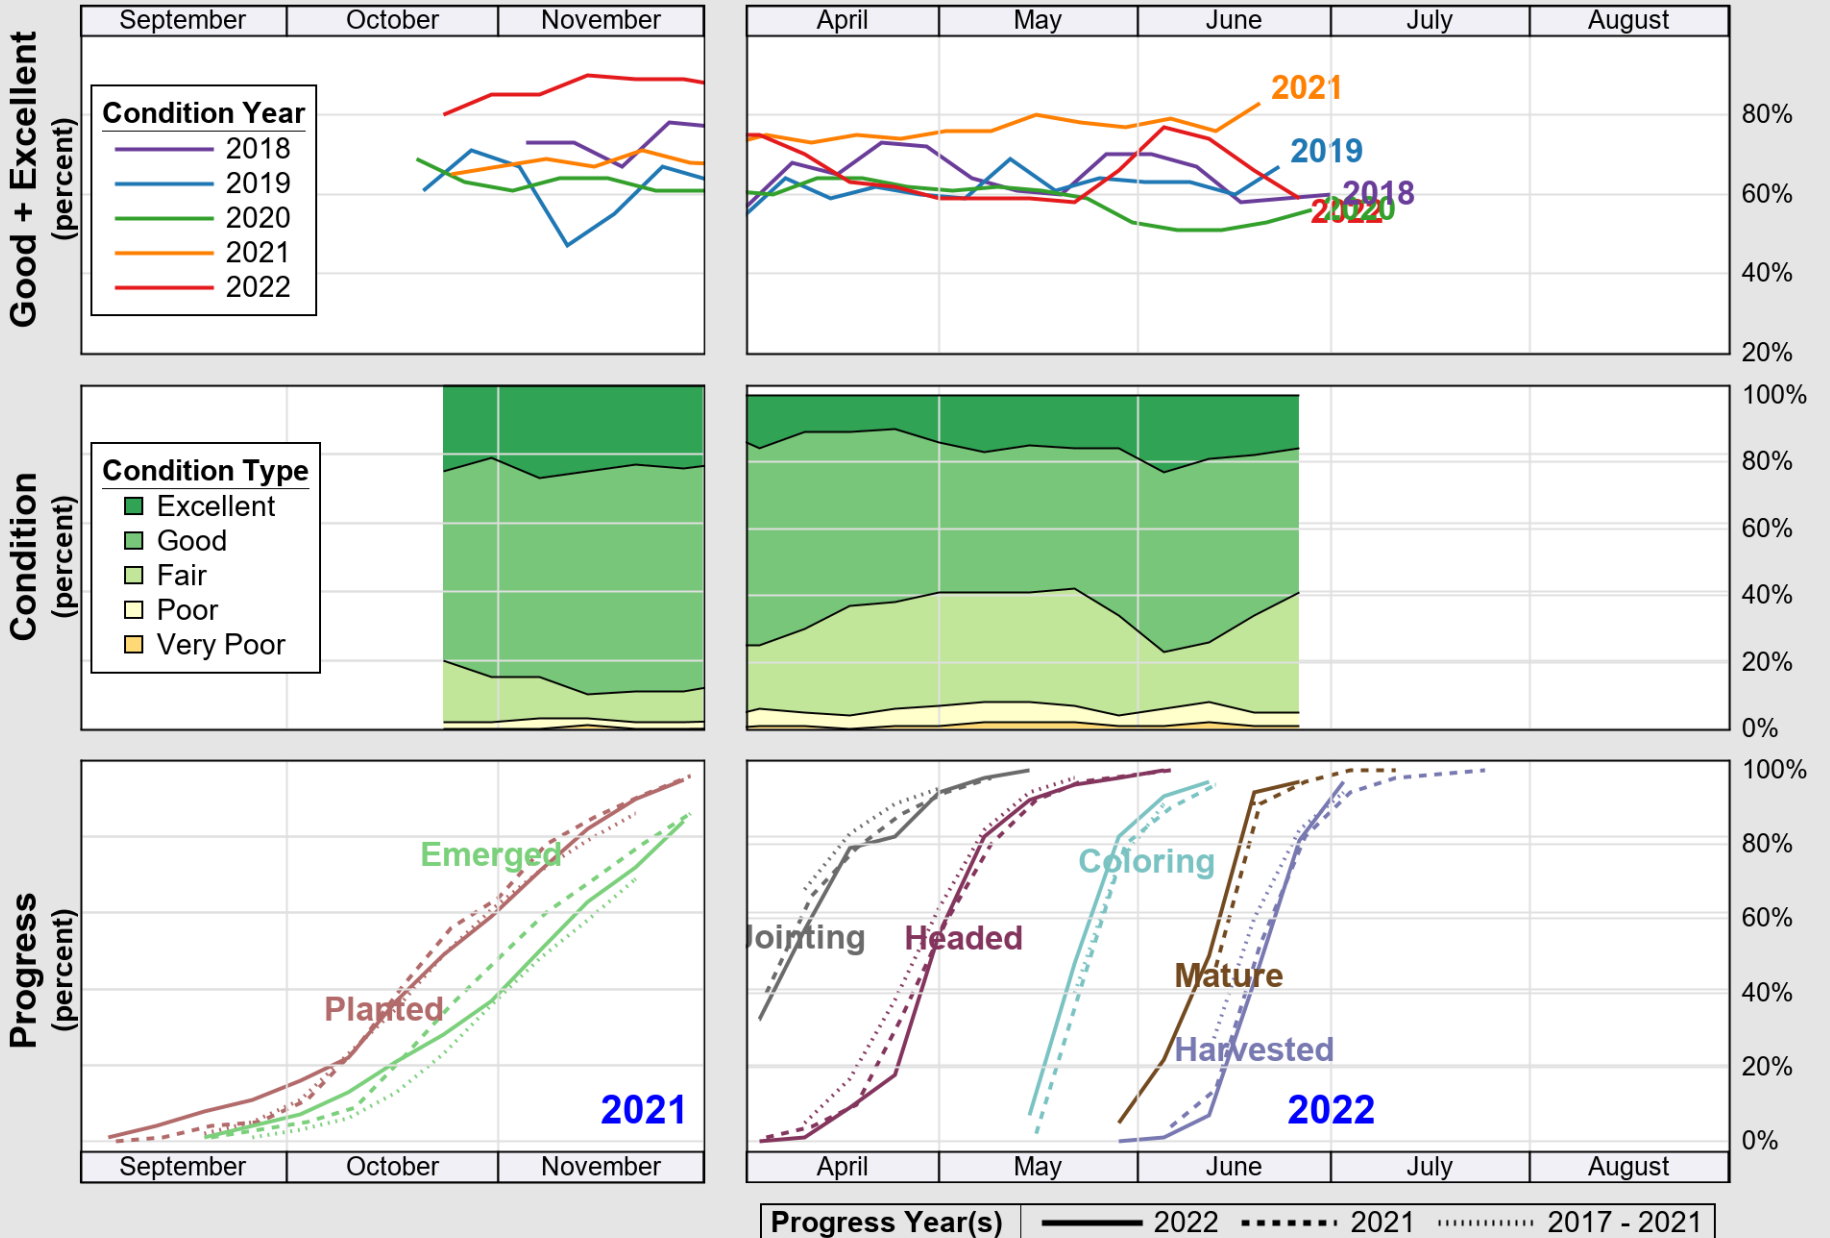 September October November April May June July August
Good + Excellent
(percent)
Condition Year
2018
2019
2020
2021
2022
2021
2019
2018
2022
2020
80%
60%
40%
20%
Condition
(percent)
Condition Type
Excellent
Good
Fair
Poor
Very Poor
100%
80%
60%
40%
20%
0%
Progress
(percent)
Planted
Emerged
2021
Jointing
Headed
Coloring
Mature
Harvested
2022
100%
80%
60%
40%
20%
0%
September October November April May June July August
Progress Year(s) 2022 2021 2017 - 2021